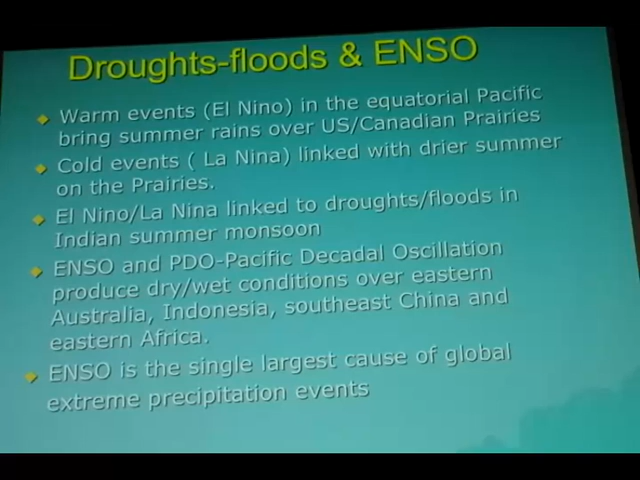 Droughts-floods & ENSO
Warm events (El Nino) in the equatorial Pacific
bring summer rains over US/Canadian Prairies
Cold events ( La Nina) linked with drier summer
on the Prairies.
El Nino/La Nina linked to droughts/floods in
Indian summer monsoon
ENSO and PDO-Pacific Decadal Oscillation
produce dry/wet conditions over eastern
Australia, Indonesia, southeast China and
eastern Africa.
ENSO is the single largest cause of global
extreme precipitation events